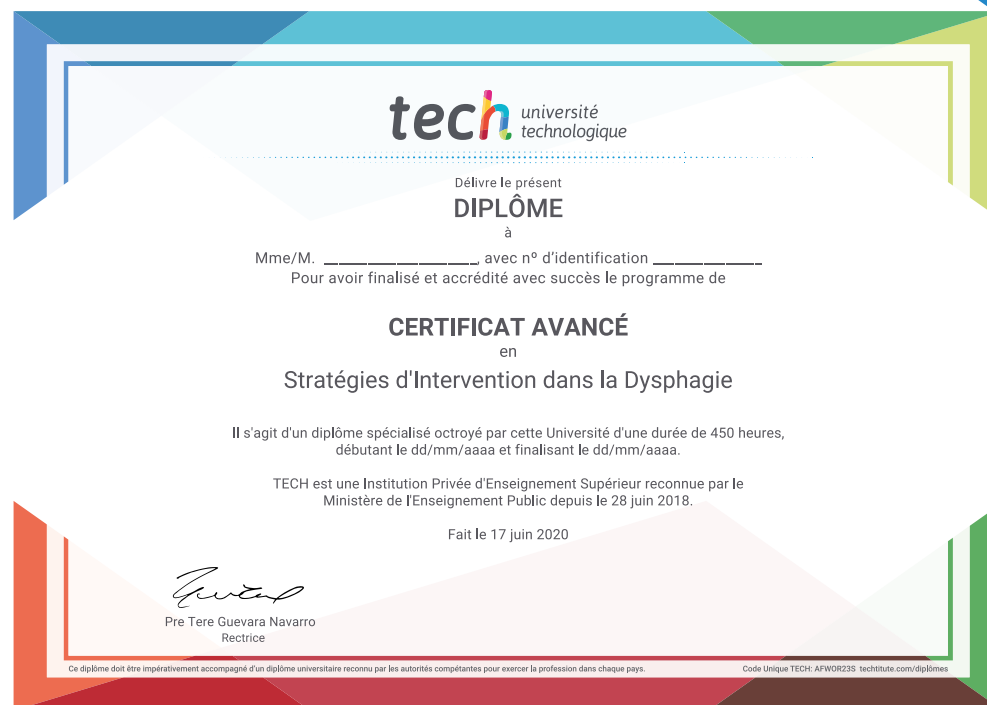 tech université
technologique
Délivre le présent
DIPLÔME
à
Mme/M. ____________________, avec nº d’identification ______________
Pour avoir finalisé et accrédité avec succès le programme de
CERTIFICAT AVANCÉ
en
Stratégies d'Intervention dans la Dysphagie
Il s'agit d'un diplôme spécialisé octroyé par cette Université d'une durée de 450 heures,
débutant le dd/mm/aaaa et finalisant le dd/mm/aaaa.
TECH est une Institution Privée d'Enseignement Supérieur reconnue par le
Ministère de l'Enseignement Public depuis le 28 juin 2018.
Fait le 17 juin 2020
Pre Tere Guevara Navarro
Rectrice
Ce diplôme doit être impérativement accompagné d'un diplôme universitaire reconnu par les autorités compétentes pour exercer la profession dans chaque pays.
Code Unique TECH: AFWOR23S techtitute.com/diplômes